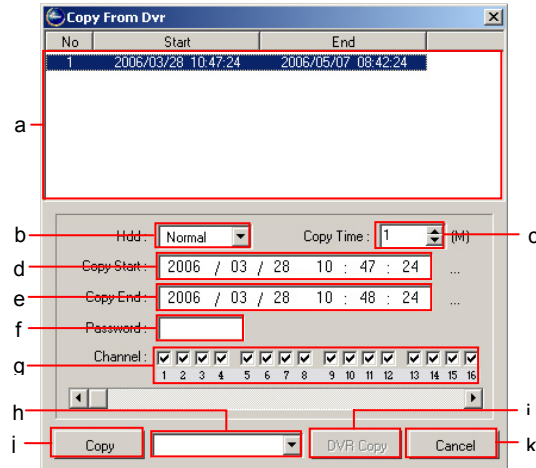 Copy From Dvr
No Start End
1 2006/03/28 10:47:24 2006/05/07 08:42:24
a
b Hdd : Normal Copy Time : 1 (M) c
d Copy Start : 2006 / 03 / 28 10 : 47 : 24 ...
e Copy End : 2006 / 03 / 28 10 : 48 : 24 ...
f Password :
g Channel :
1 2 3 4 5 6 7 8 9 10 11 12 13 14 15 16
h i
j Copy DVR Copy Cancel k